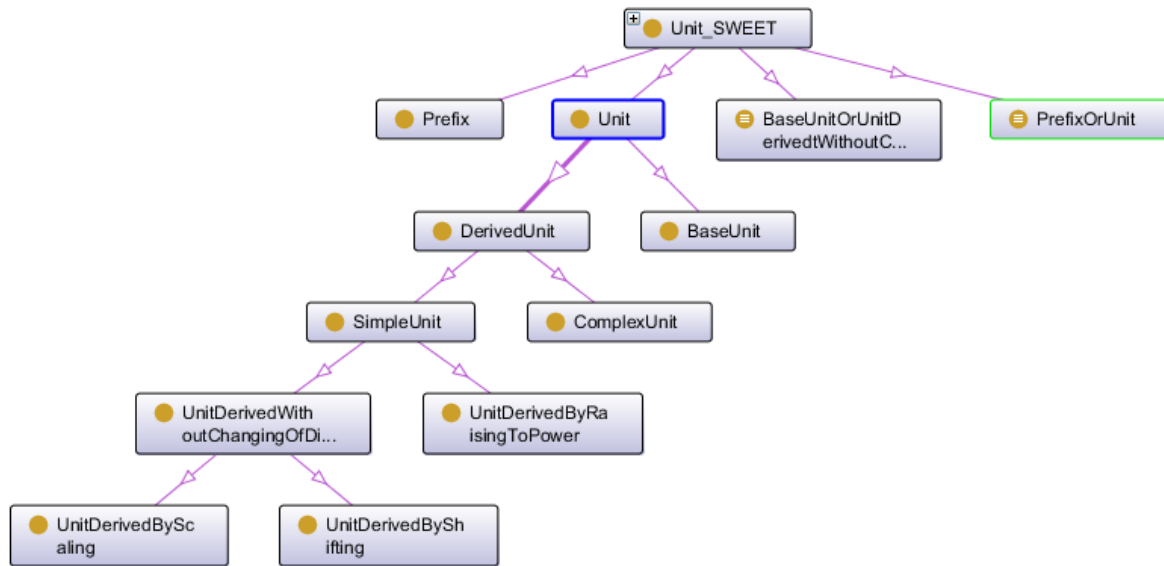 Unit_SWEET
Prefix
Unit
BaseUnitOrUnitD
erivedtWithoutC...
PrefixOrUnit
DerivedUnit
BaseUnit
SimpleUnit
ComplexUnit
UnitDerivedWith
outChangingOfDi...
UnitDerivedByRa
isingToPower
UnitDerivedBySc
aling
UnitDerivedBySh
ifting